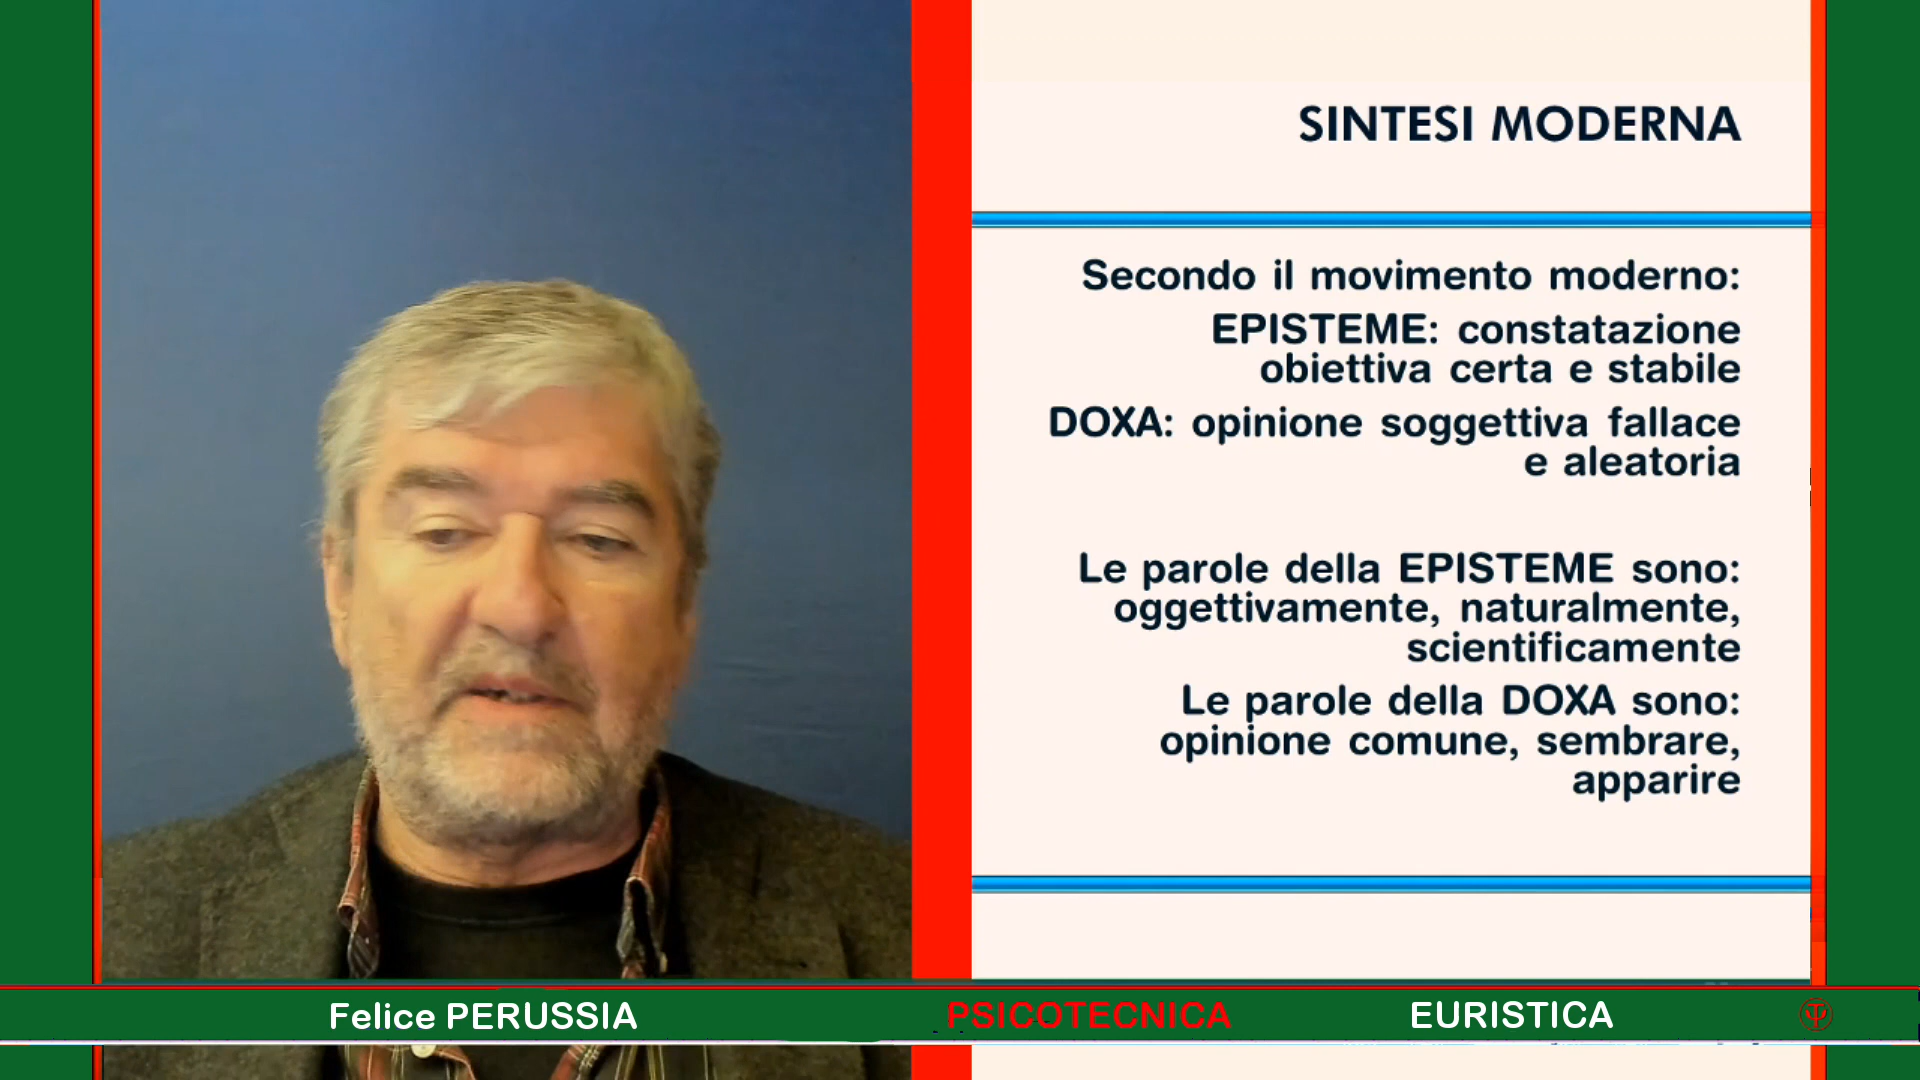 SINTESI MODERNA
Secondo il movimento moderno:
EPISTEME: constatazione
obiettiva certa e stabile
DOXA: opinione soggettiva fallace
e aleatoria
Le parole della EPISTEME sono:
oggettivamente, naturalmente,
scientificamente
Le parole della DOXA sono:
opinione comune, sembrare,
apparire
Felice PERUSSIA PSICOTECNICA EURISTICA